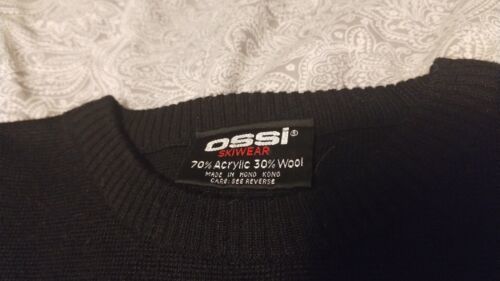 ossi®
SKIWEAR
70% Acrylic 30% Wool
MADE IN HONG KONG
CARE: SEE REVERSE